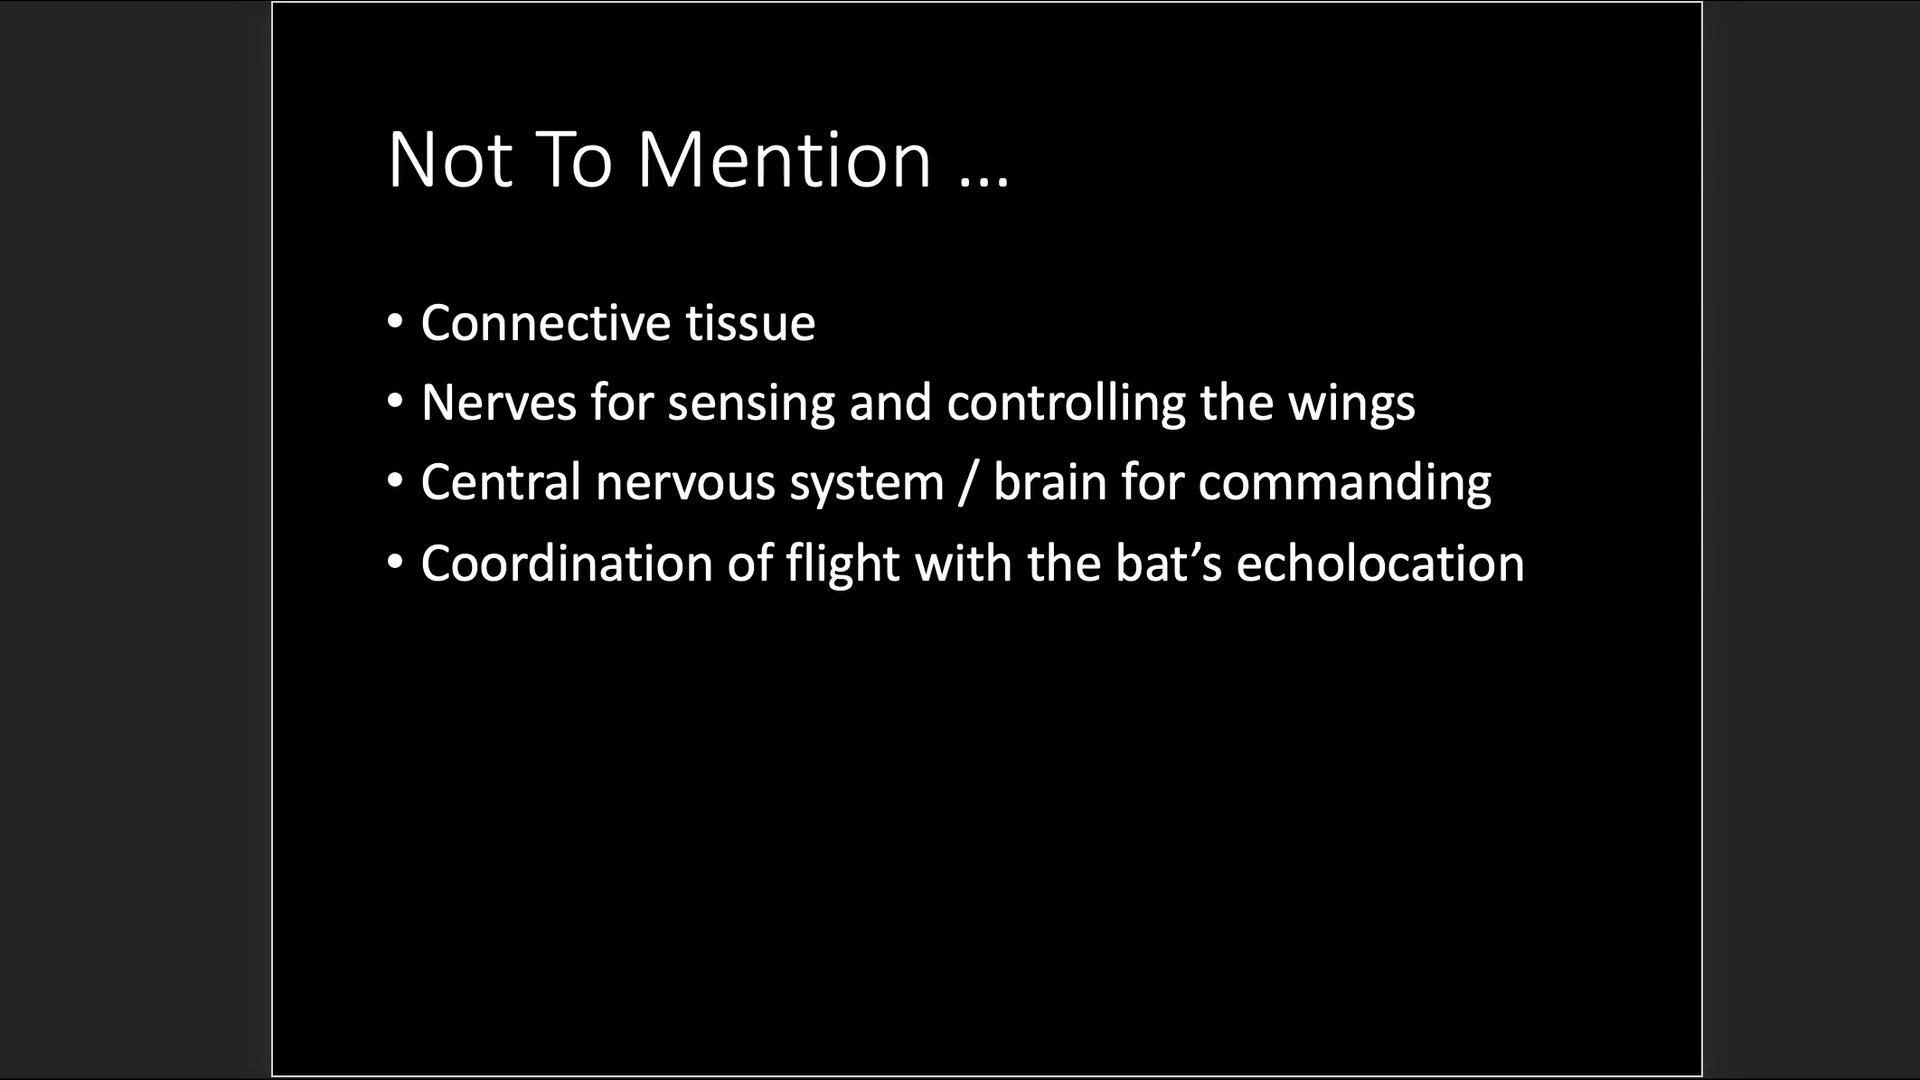 Not To Mention ...
• Connective tissue
• Nerves for sensing and controlling the wings
• Central nervous system / brain for commanding
• Coordination of flight with the bat’s echolocation